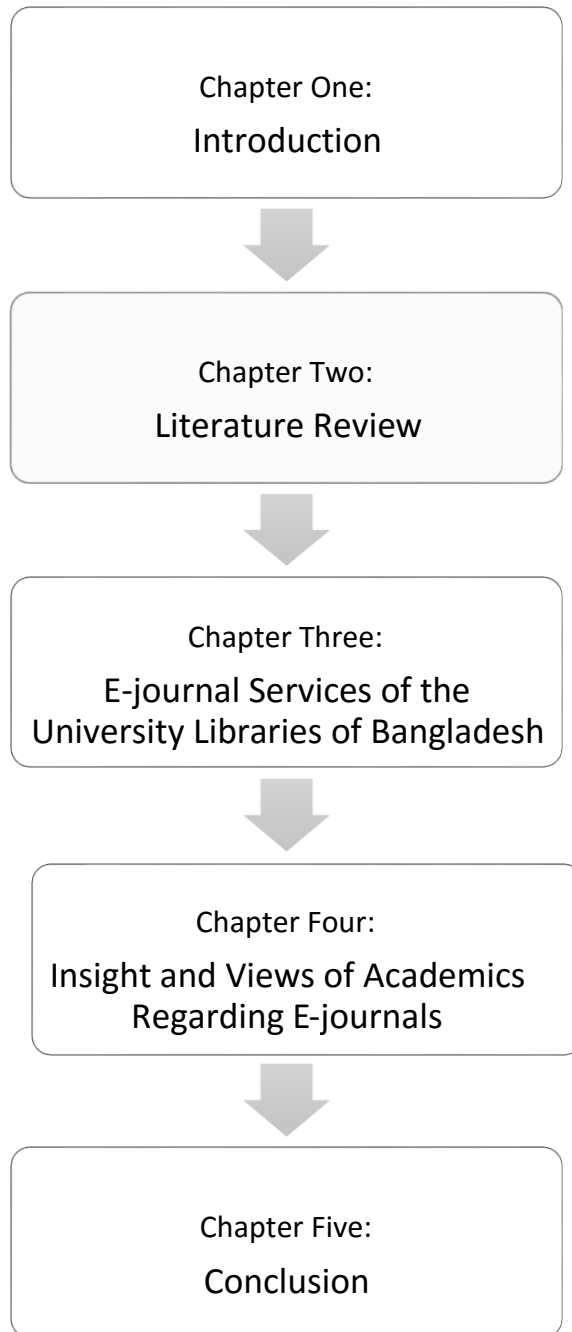 Chapter One:
Introduction
Chapter Two:
Literature Review
Chapter Three:
E-journal Services of the
University Libraries of Bangladesh
Chapter Four:
Insight and Views of Academics
Regarding E-journals
Chapter Five:
Conclusion